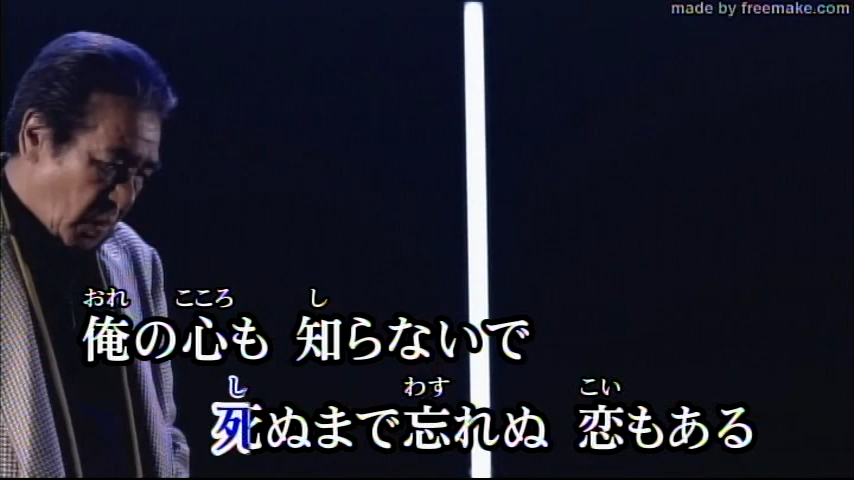 made by freemake.com
おれ こころ し
俺の心も 知らないで
し わす こい
死ぬまで忘れぬ 恋もある